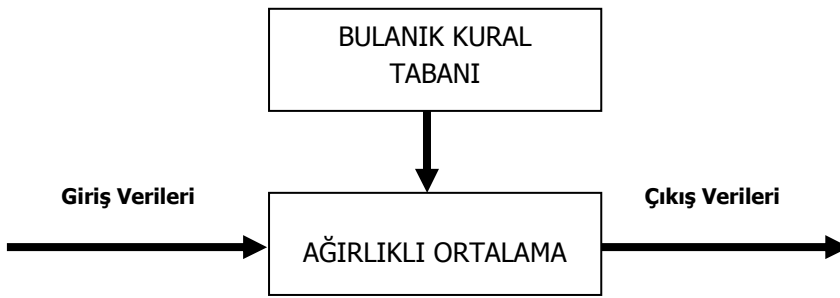 BULANIK KURAL
TABANI
Giriş Verileri
Çıkış Verileri
AĞIRLIKLI ORTALAMA